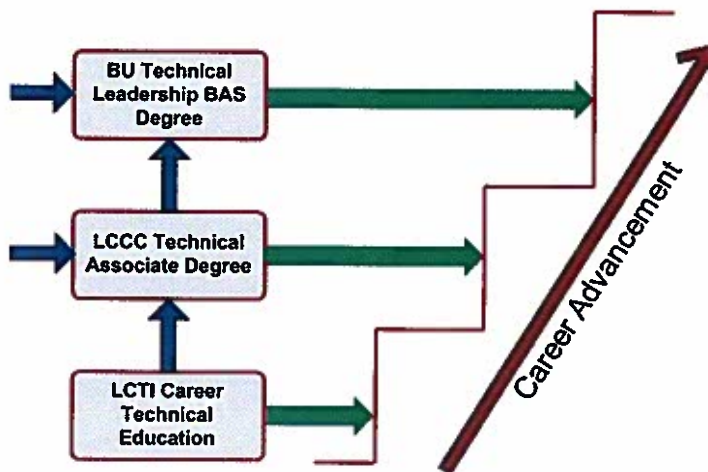 BU Technical
Leadership BAS
Degree
LCCC Technical
Associate Degree
LCTI Career
Technical
Education
Career Advancement